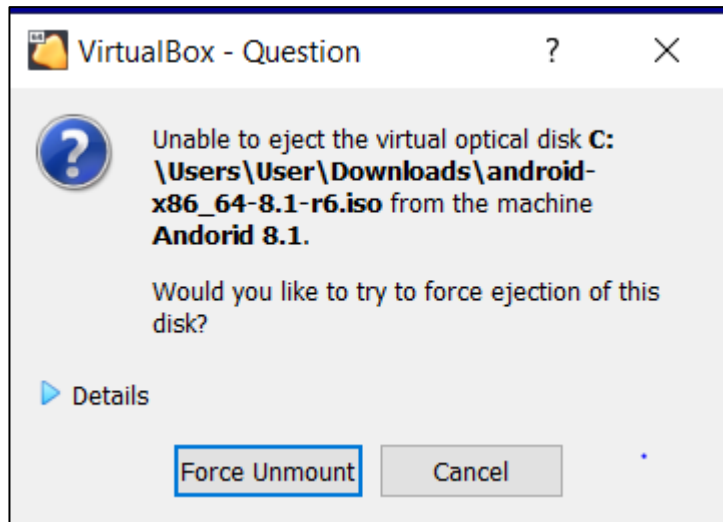 64
VirtualBox - Question
?
Unable to eject the virtual optical disk C:
\Users\User\Downloads\android-
x86_64-8.1-r6.iso from the machine
Andorid 8.1.
Would you like to try to force ejection of this
disk?
Details
Force Unmount
Cancel